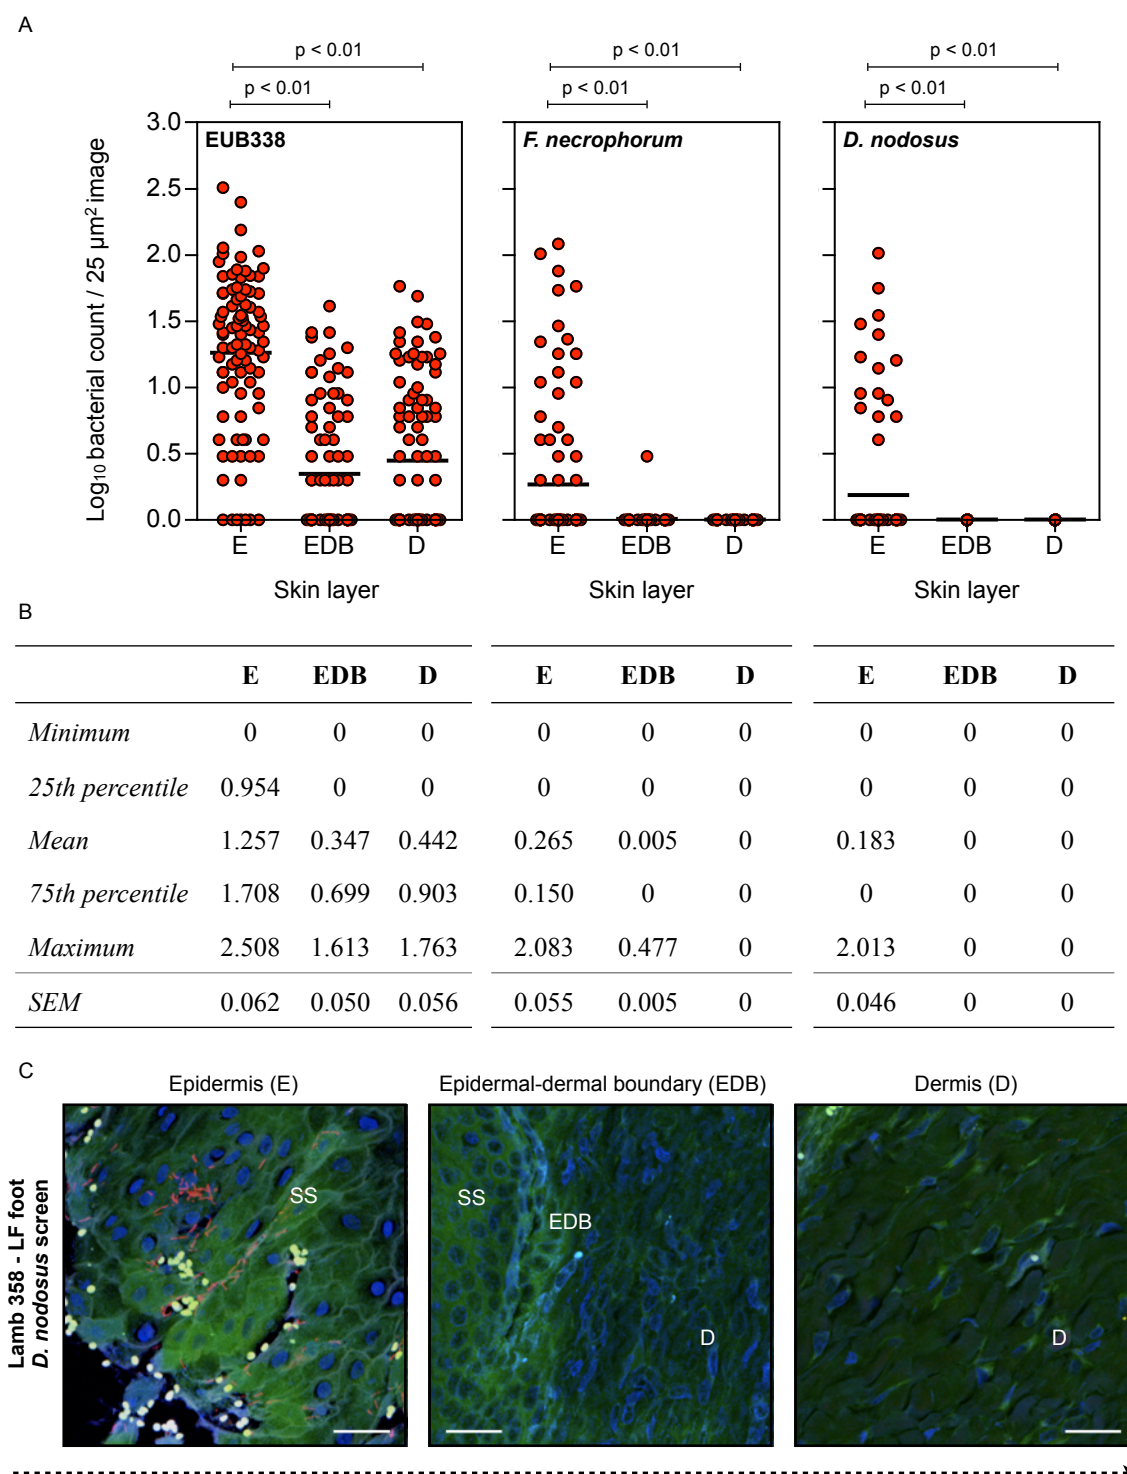 A
p < 0.01 p < 0.01 p < 0.01
p < 0.01 p < 0.01 p < 0.01
EUB338 F. necrophorum D. nodosus
Log10 bacterial count / 25 µm² image
3.0
2.5
2.0
1.5
1.0
0.5
0.0
E EDB D E EDB D E EDB D
Skin layer Skin layer Skin layer
B
E EDB D E EDB D E EDB D
Minimum 0 0 0 0 0 0 0 0 0
25th percentile 0.954 0 0 0 0 0 0 0 0
Mean 1.257 0.347 0.442 0.265 0.005 0 0.183 0 0
75th percentile 1.708 0.699 0.903 0.150 0 0 0 0 0
Maximum 2.508 1.613 1.763 2.083 0.477 0 2.013 0 0
SEM 0.062 0.050 0.056 0.055 0.005 0 0.046 0 0
C
Epidermis (E) Epidermal-dermal boundary (EDB) Dermis (D)
Lamb 358 - LF foot
D. nodosus screen
SS
SS
EDB
D
D